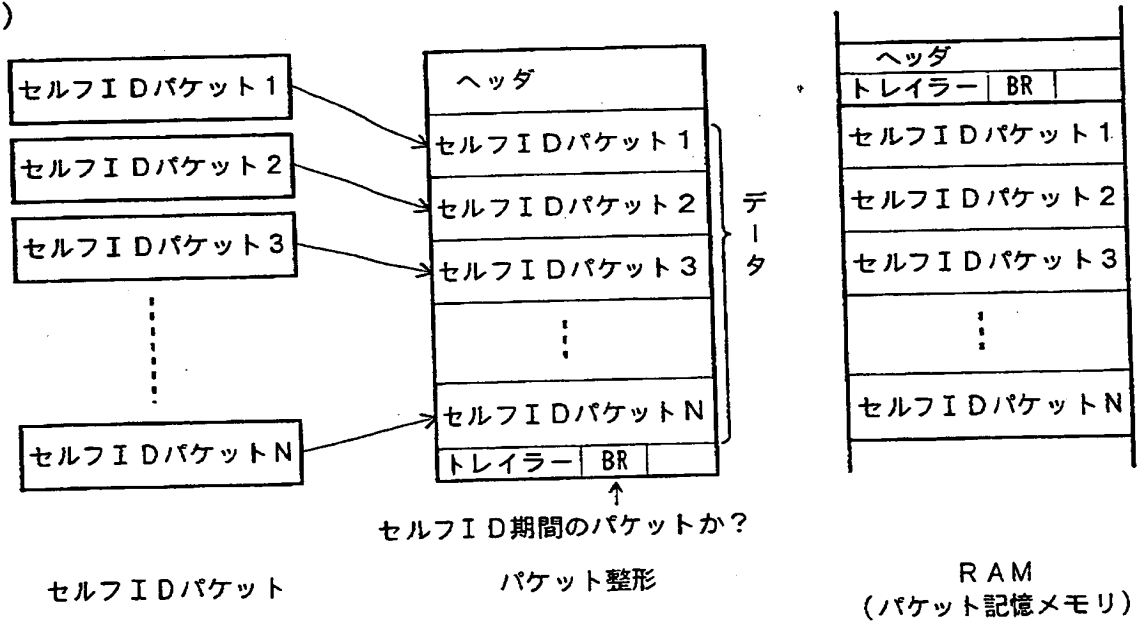 )
セルフIDパケット1
セルフIDパケット2
セルフIDパケット3
セルフIDパケットN
セルフIDパケット
ヘッダ
セルフIDパケット1
セルフIDパケット2
セルフIDパケット3
セルフIDパケットN
トレイラー BR
データ
セルフID期間のパケットか?
パケット整形
ヘッダ
トレイラー BR
セルフIDパケット1
セルフIDパケット2
セルフIDパケット3
セルフIDパケットN
RAM
(パケット記憶メモリ)